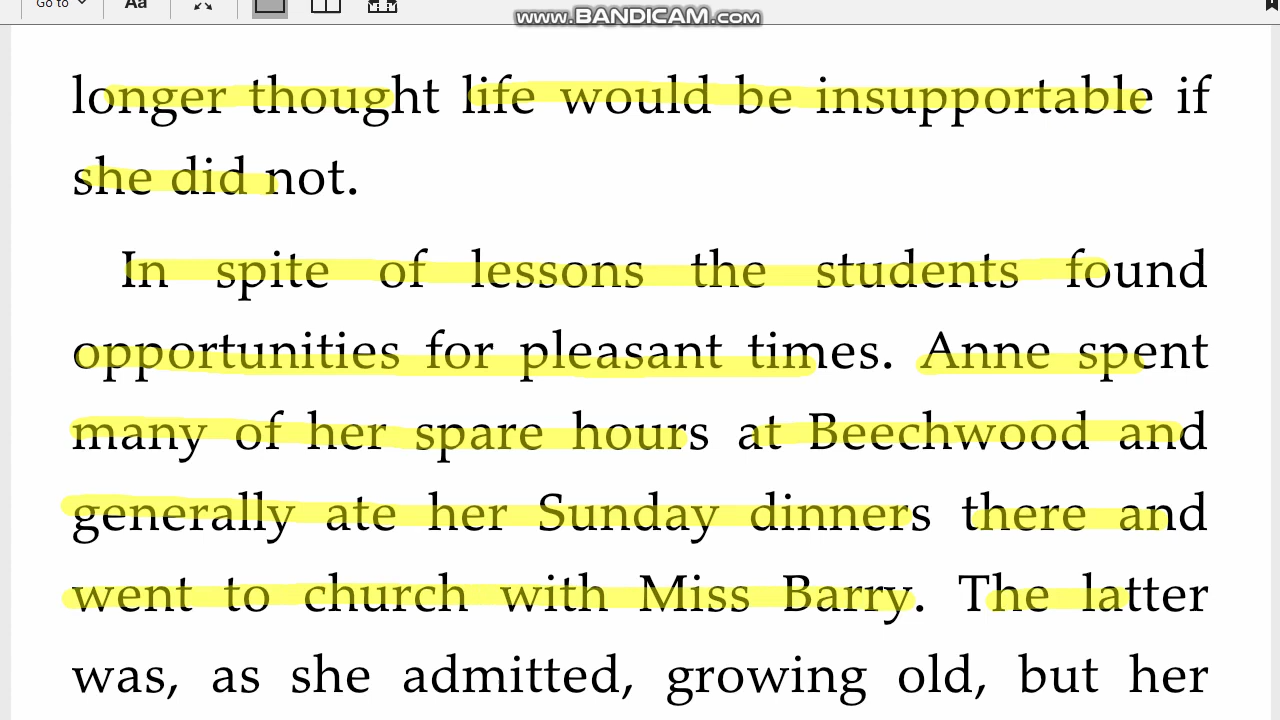 Go to
Aa
www.BANDICAM.com
longer thought life would be insupportable if
she did not.
In spite of lessons the students found
opportunities for pleasant times. Anne spent
many of her spare hours at Beechwood and
generally ate her Sunday dinners there and
went to church with Miss Barry. The latter
was, as she admitted, growing old, but her